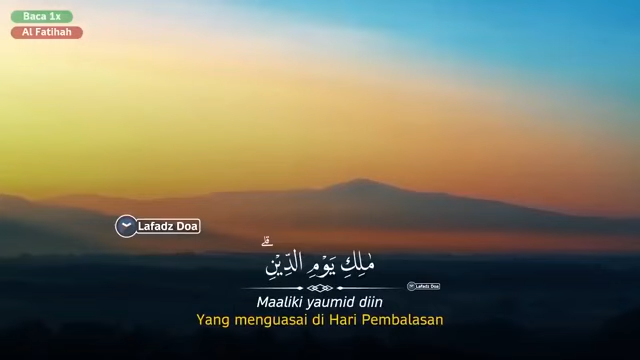 Baca 1x
Al Fatihah
Lafadz Doa
مٰلِكِ يَوْمِ الدِّيْنِۗ
Lafadz Doa
Maaliki yaumid diin
Yang menguasai di Hari Pembalasan